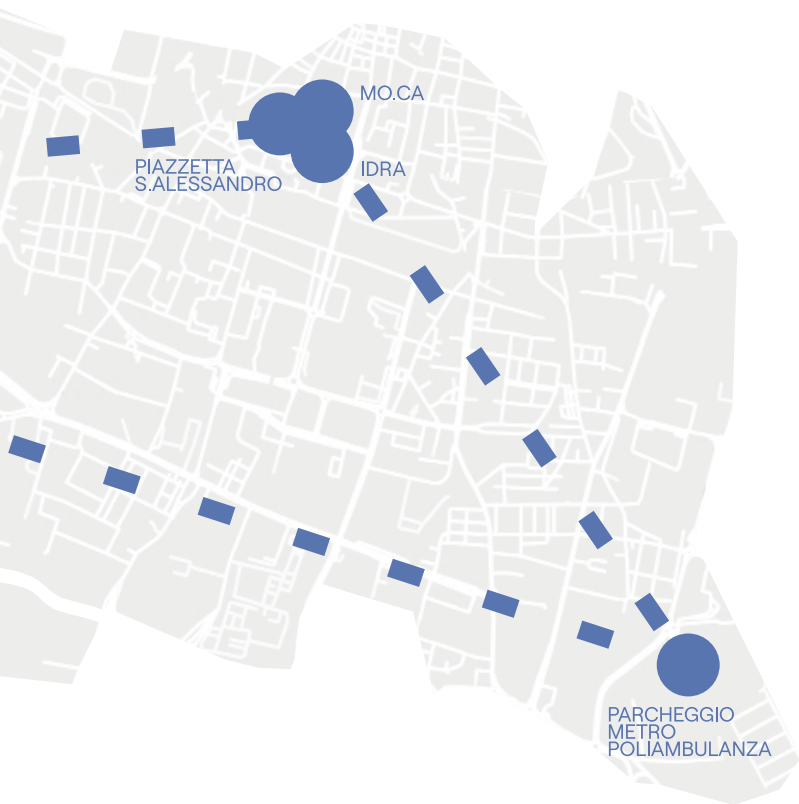 MO.CA
PIAZZETTA
S.ALESSANDRO
IDRA
PARCHEGGIO
METRO
POLIAMBULANZA